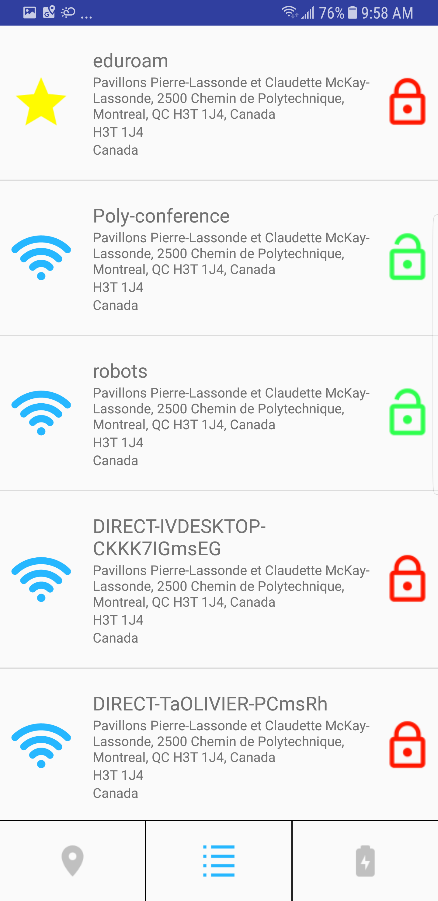 ... 76% 9:58 AM
eduroam
Pavillons Pierre-Lassonde et Claudette McKay-
Lassonde, 2500 Chemin de Polytechnique,
Montreal, QC H3T 1J4, Canada
H3T 1J4
Canada
Poly-conference
Pavillons Pierre-Lassonde et Claudette McKay-
Lassonde, 2500 Chemin de Polytechnique,
Montreal, QC H3T 1J4, Canada
H3T 1J4
Canada
robots
Pavillons Pierre-Lassonde et Claudette McKay-
Lassonde, 2500 Chemin de Polytechnique,
Montreal, QC H3T 1J4, Canada
H3T 1J4
Canada
DIRECT-IVDESKTOP-
CKKK7IGmsEG
Pavillons Pierre-Lassonde et Claudette McKay-
Lassonde, 2500 Chemin de Polytechnique,
Montreal, QC H3T 1J4, Canada
H3T 1J4
Canada
DIRECT-TaOLIVIER-PCmsRh
Pavillons Pierre-Lassonde et Claudette McKay-
Lassonde, 2500 Chemin de Polytechnique,
Montreal, QC H3T 1J4, Canada
H3T 1J4
Canada